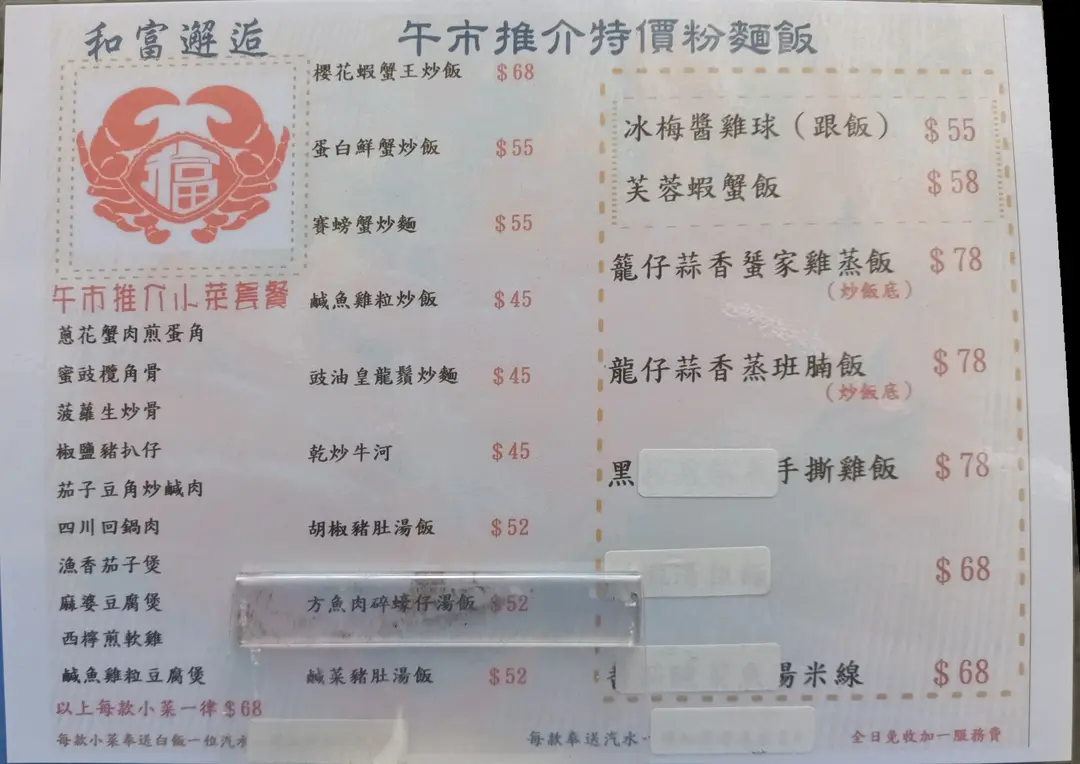 和富邂逅
午市推介特價粉麵飯
福
午市推介小菜套餐
蔥花蟹肉煎蛋角
蜜豉欖角骨
菠蘿生炒骨
椒鹽豬扒仔
茄子豆角炒鹹肉
四川回鍋肉
漁香茄子煲
麻婆豆腐煲
西檸煎軟雞
鹹魚雞粒豆腐煲
以上每款小菜一律$68
每款小菜奉送白飯一位汽水
櫻花蝦蟹王炒飯 $68
蛋白鮮蟹炒飯 $55
賽螃蟹炒麵 $55
鹹魚雞粒炒飯 $45
豉油皇龍鬚炒麵 $45
乾炒牛河 $45
胡椒豬肚湯飯 $52
方魚肉碎蠔仔湯飯 $52
鹹菜豬肚湯飯 $52
冰梅醬雞球（跟飯） $55
芙蓉蝦蟹飯 $58
籠仔蒜香蜑家雞蒸飯 $78
（炒飯底）
龍仔蒜香蒸班腩飯 $78
（炒飯底）
黑 手撕雞飯 $78
$68
湯米線 $68
每款奉送汽水一
全日免收加一服務費